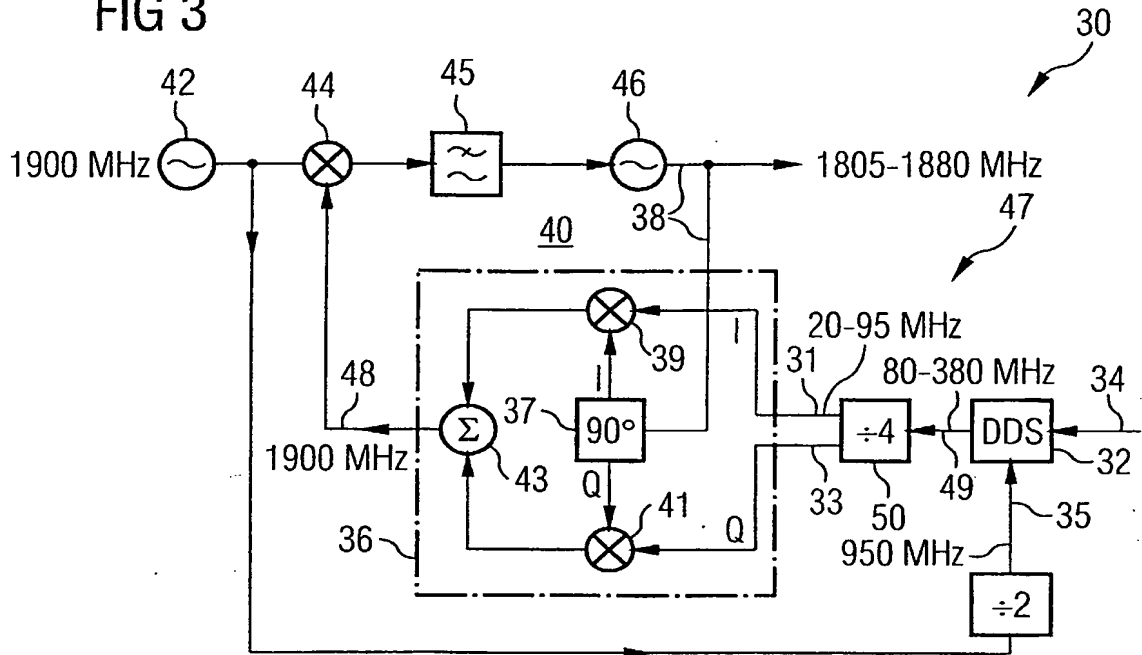 FIG 3
30
42
44
45
46
1900 MHz
1805-1880 MHz
38
40
47
20-95 MHz
39
I
31
80-380 MHz
34
48
I
37
90°
÷4
DDS
Σ
1900 MHz
43
Q
33
49
32
41
Q
50
35
36
950 MHz
÷2